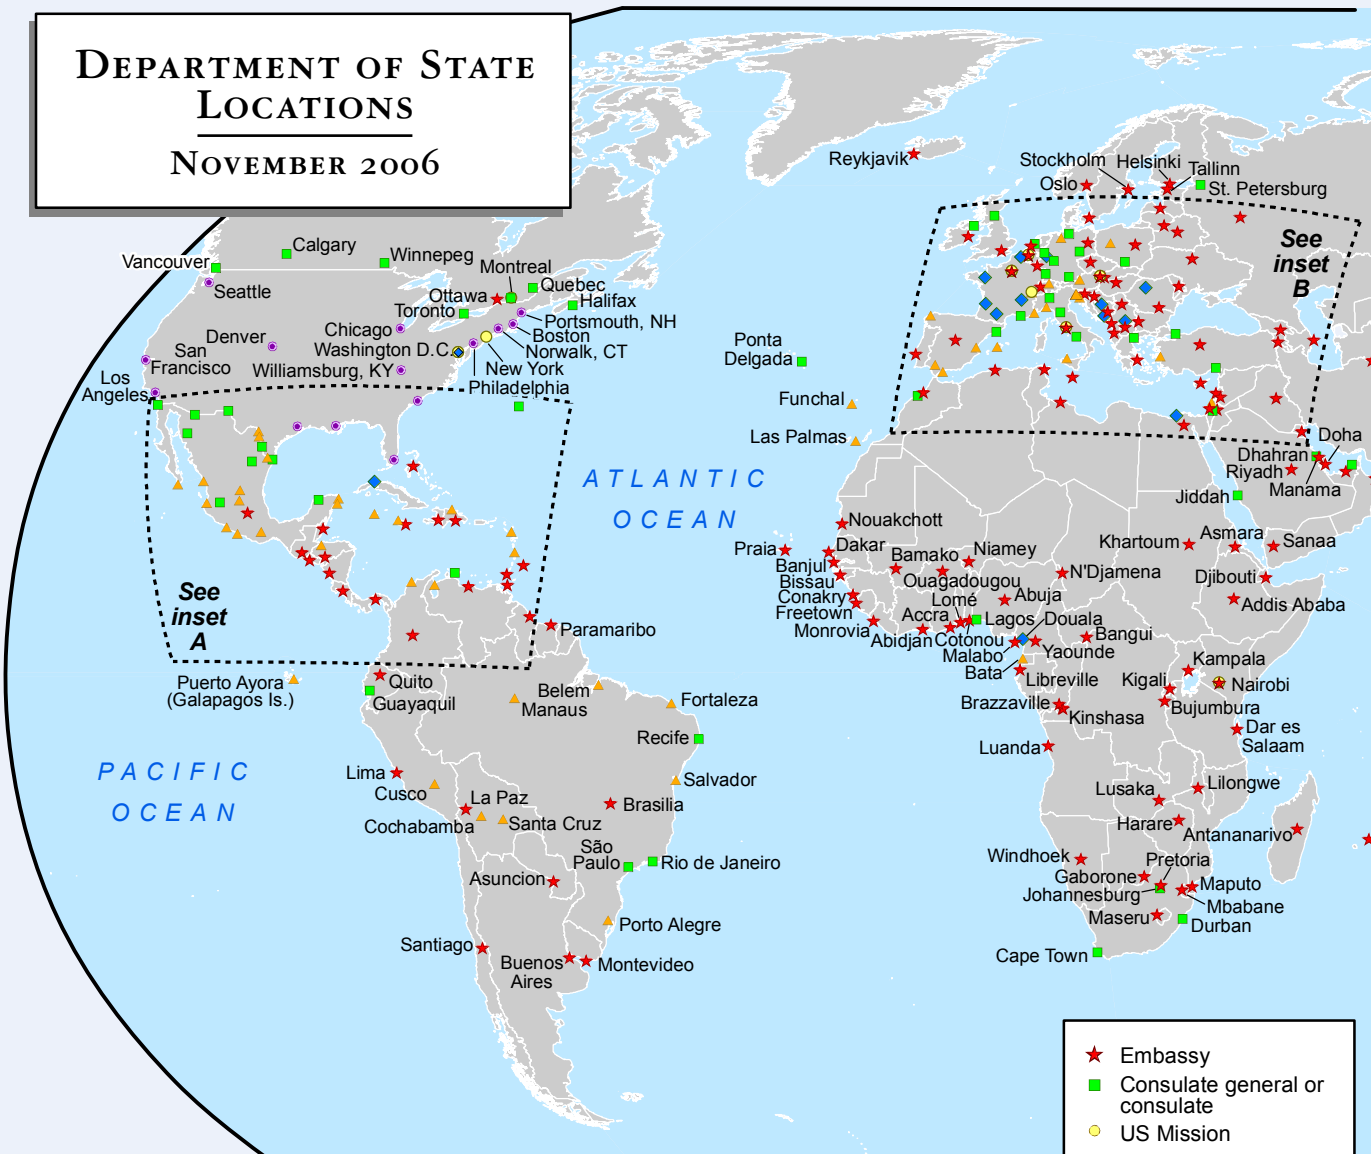 DEPARTMENT OF STATE
LOCATIONS
NOVEMBER 2006
Reykjavik
Stockholm
Helsinki
Tallinn
Oslo
St. Petersburg
See
inset
B
Vancouver
Calgary
Winnepeg
Seattle
Montreal
Ottawa
Quebec
Toronto
Halifax
Portsmouth, NH
Chicago
Boston
Denver
Washington D.C.
Norwalk, CT
San
Francisco
Williamsburg, KY
New York
Philadelphia
Los
Angeles
Ponta
Delgada
Funchal
Las Palmas
ATLANTIC
OCEAN
Doha
Dhahran
Riyadh
Manama
Jiddah
Nouakchott
Praia
Dakar
Banjul
Bissau
Conakry
Freetown
Monrovia
Bamako
Niamey
Ouagadougou
N'Djamena
Khartoum
Asmara
Sanaa
Djibouti
Addis Ababa
Lomé
Abuja
Accra
Abidjan
Cotonou
Lagos
Douala
Malabo
Yaounde
Bangui
Bata
Libreville
Kampala
Kigali
Nairobi
Brazzaville
Kinshasa
Bujumbura
Dar es
Salaam
Luanda
See
inset
A
Paramaribo
Puerto Ayora
(Galapagos Is.)
Quito
Guayaquil
Belem
Manaus
Fortaleza
Recife
PACIFIC
OCEAN
Lima
Cusco
Salvador
La Paz
Brasilia
Cochabamba
Santa Cruz
São
Paulo
Rio de Janeiro
Asuncion
Porto Alegre
Santiago
Buenos
Aires
Montevideo
Lusaka
Lilongwe
Harare
Antananarivo
Windhoek
Pretoria
Gaborone
Johannesburg
Maputo
Mbabane
Maseru
Durban
Cape Town
Embassy
Consulate general or
consulate
US Mission